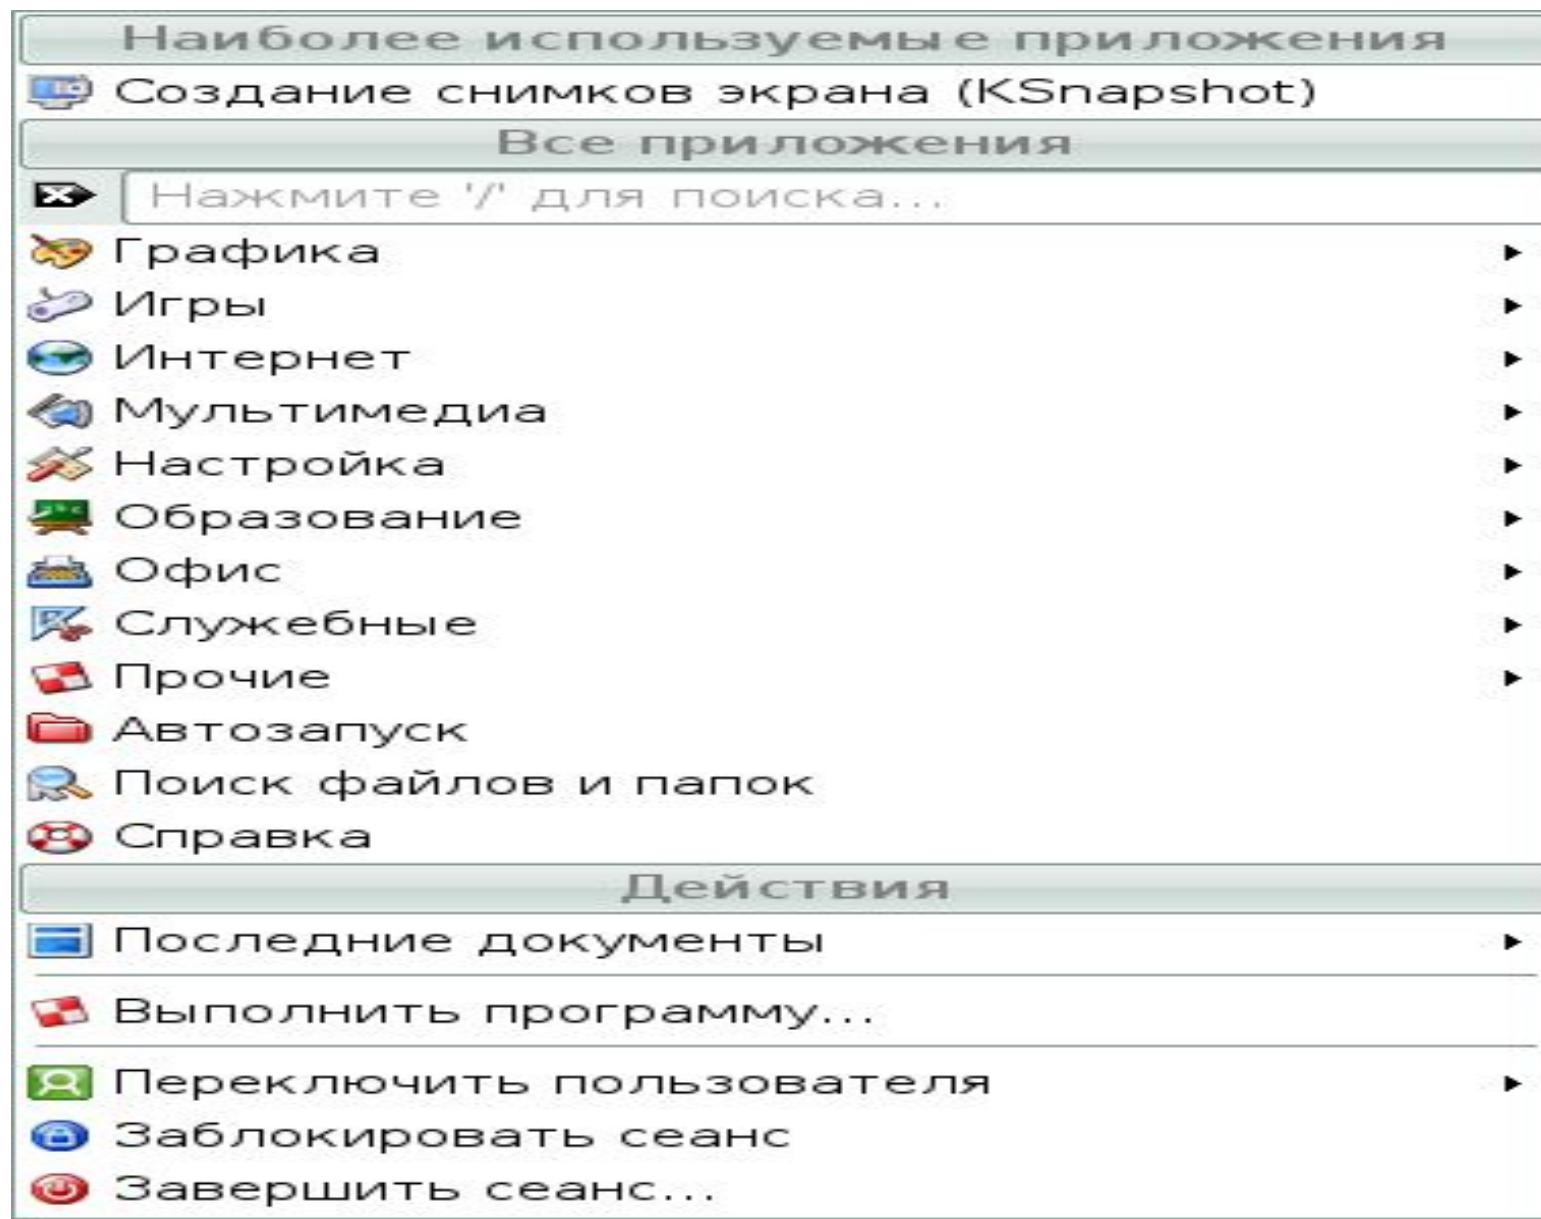 Наиболее используемые приложения
Создание снимков экрана (KSnapshot)
Все приложения
Нажмите '/' для поиска...
Графика
Игры
Интернет
Мультимедиа
Настройка
Образование
Офис
Служебные
Прочие
Автозапуск
Поиск файлов и папок
Справка
Действия
Последние документы
Выполнить программу...
Переключить пользователя
Заблокировать сеанс
Завершить сеанс...